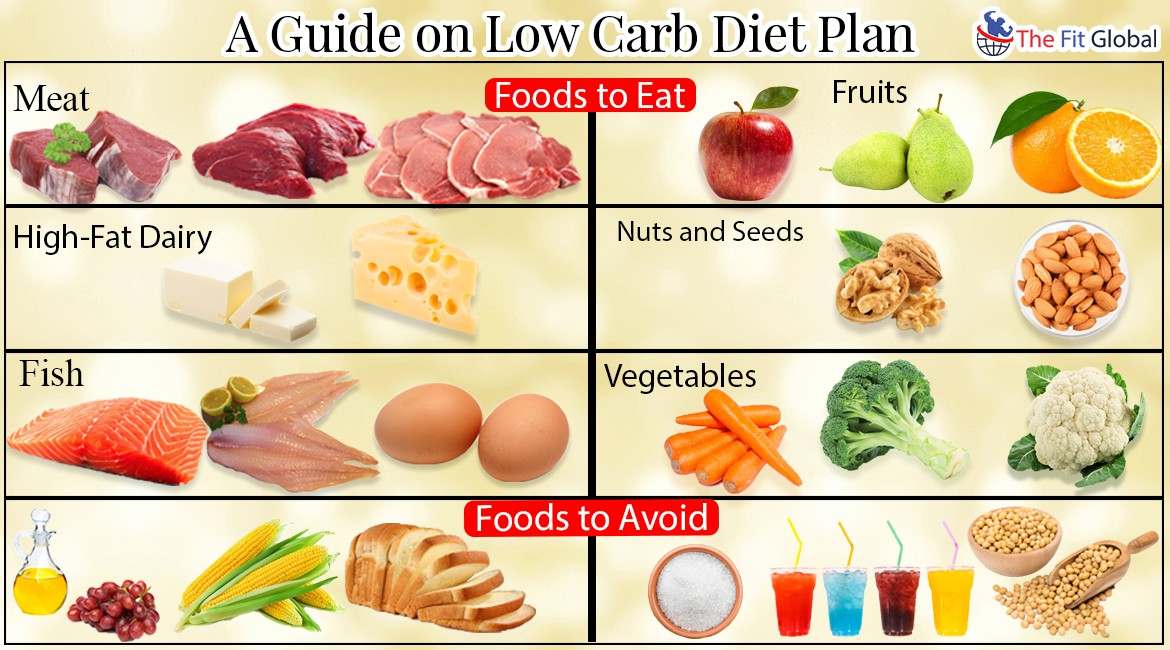 A Guide on Low Carb Diet Plan
The Fit Global
Meat
Foods to Eat
Fruits
High-Fat Dairy
Nuts and Seeds
Fish
Vegetables
Foods to Avoid